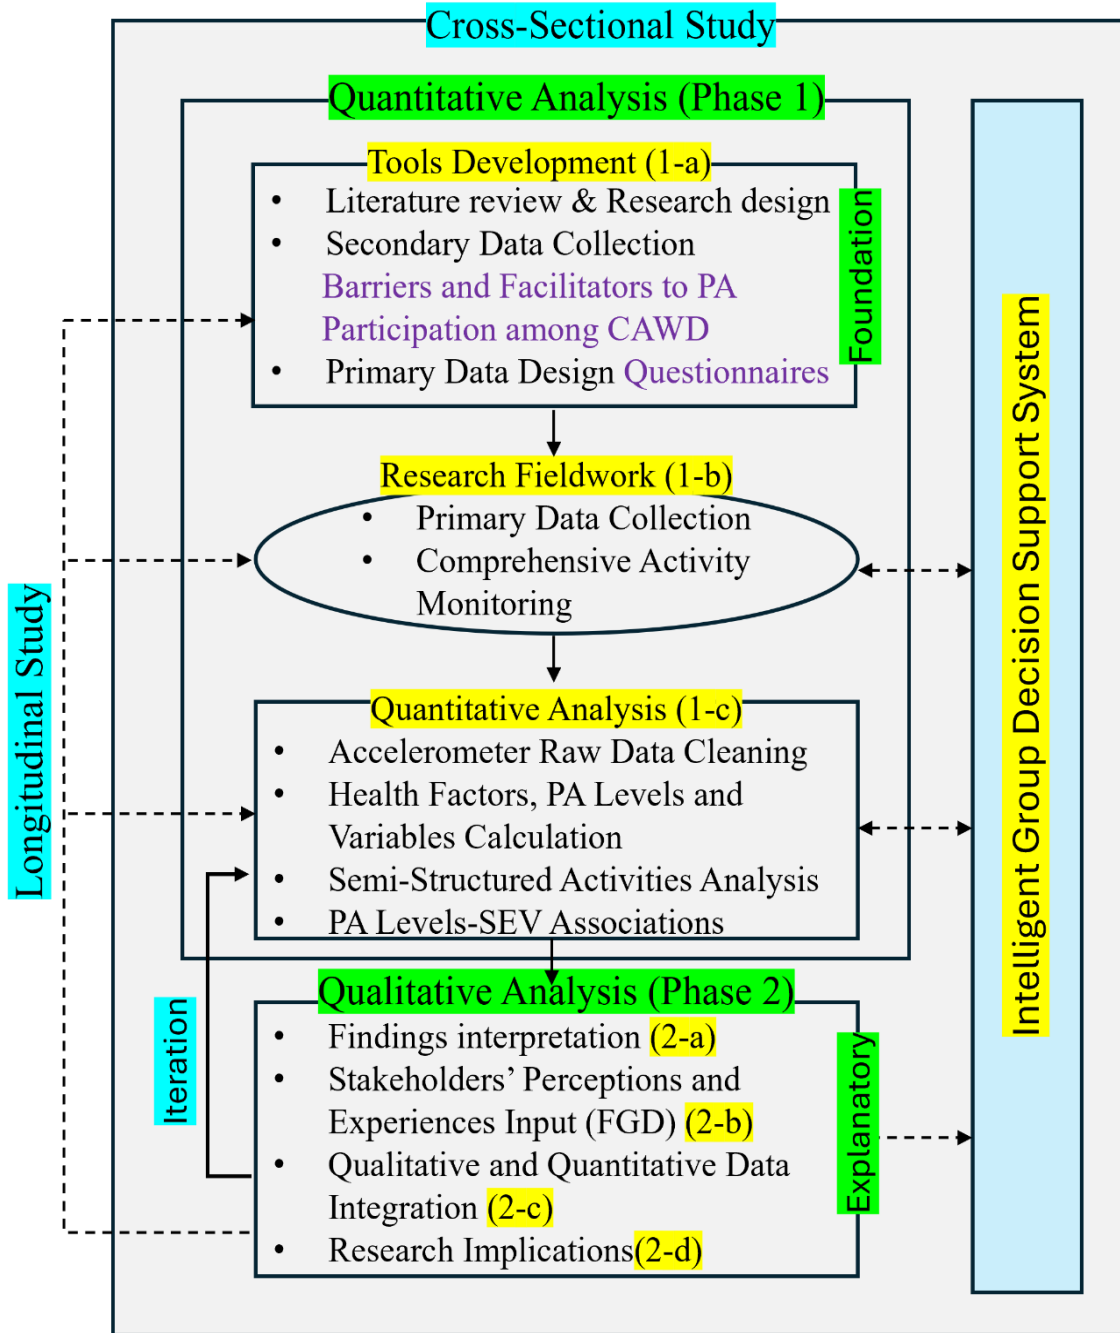 Cross-Sectional Study
Quantitative Analysis (Phase 1)
Tools Development (1-a)
• Literature review & Research design
• Secondary Data Collection
Barriers and Facilitators to PA
Participation among CAWD
• Primary Data Design Questionnaires
Foundation
Research Fieldwork (1-b)
• Primary Data Collection
• Comprehensive Activity
Monitoring
Quantitative Analysis (1-c)
• Accelerometer Raw Data Cleaning
• Health Factors, PA Levels and
Variables Calculation
• Semi-Structured Activities Analysis
• PA Levels-SEV Associations
Qualitative Analysis (Phase 2)
• Findings interpretation (2-a)
• Stakeholders’ Perceptions and
Experiences Input (FGD) (2-b)
• Qualitative and Quantitative Data
Integration (2-c)
• Research Implications(2-d)
Explanatory
Iteration
Longitudinal Study
Intelligent Group Decision Support System